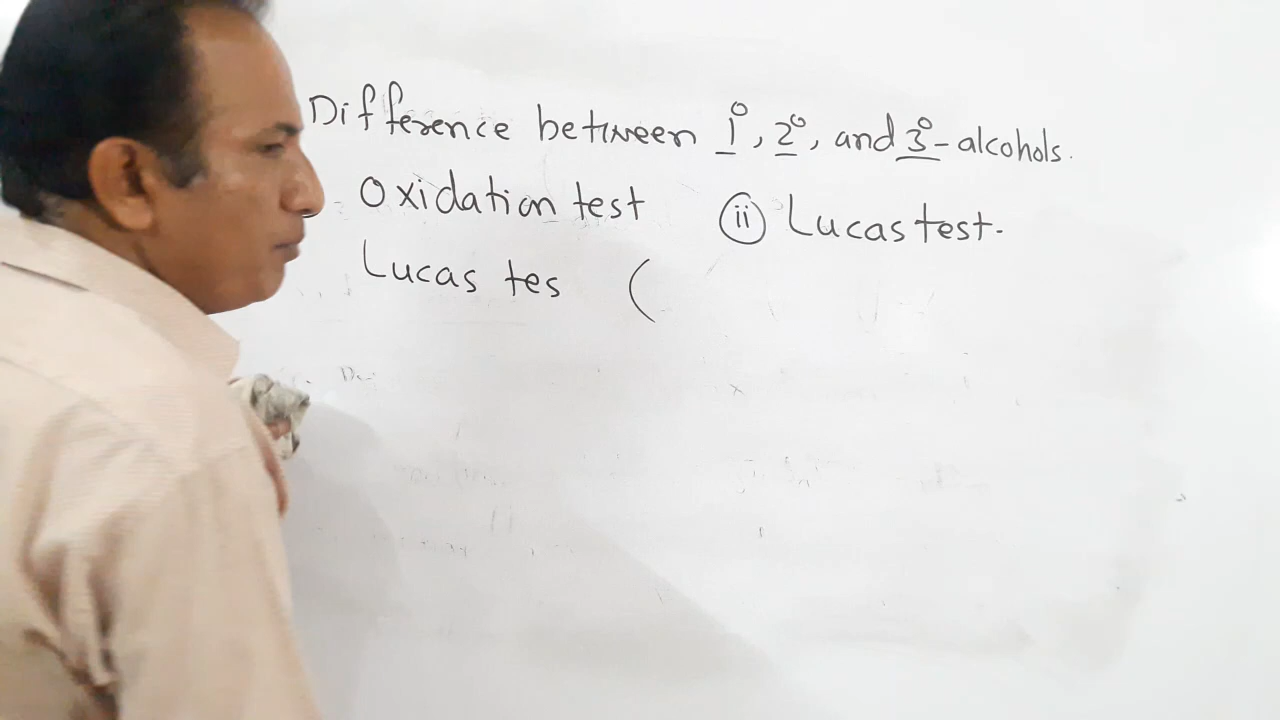 Difference between 1°, 2°, and 3°-alcohols.
Oxidation test (ii) Lucas test.
Lucas tes (